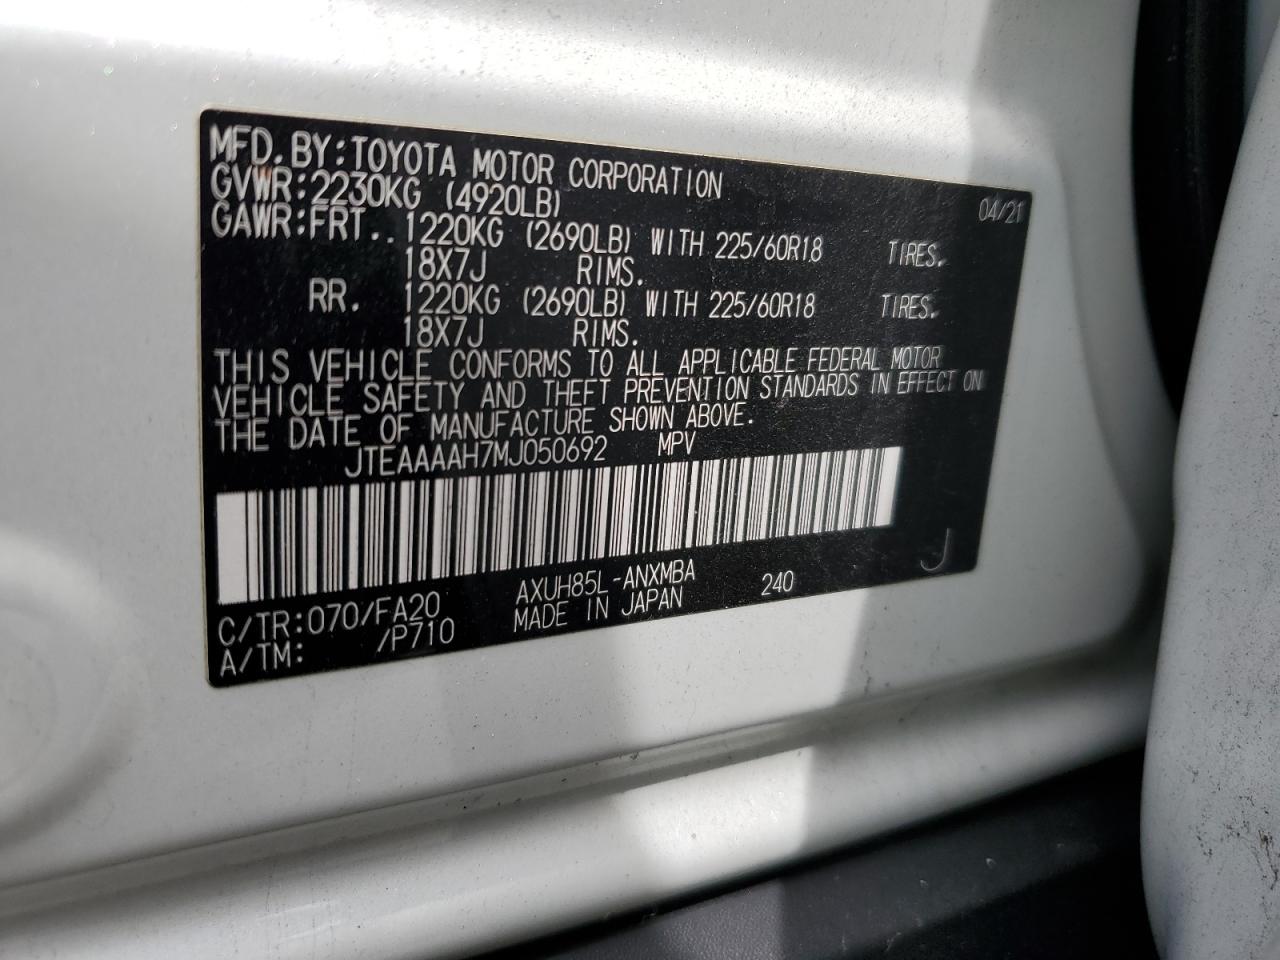 MFD. BY: TOYOTA MOTOR CORPORATION 04/21
GVWR: 2230KG (4920LB)
GAWR: FRT.. 1220KG (2690LB) WITH 225/60R18 TIRES.
18X7J RIMS.
RR. 1220KG (2690LB) WITH 225/60R18 TIRES.
18X7J RIMS.
THIS VEHICLE CONFORMS TO ALL APPLICABLE FEDERAL MOTOR
VEHICLE SAFETY AND THEFT PREVENTION STANDARDS IN EFFECT ON
THE DATE OF MANUFACTURE SHOWN ABOVE.
JTEAAAAH7MJ050692 MPV
J
C/TR: 070/FA20 AXUH85L-ANXMBA 240
A/TM: /P710 MADE IN JAPAN